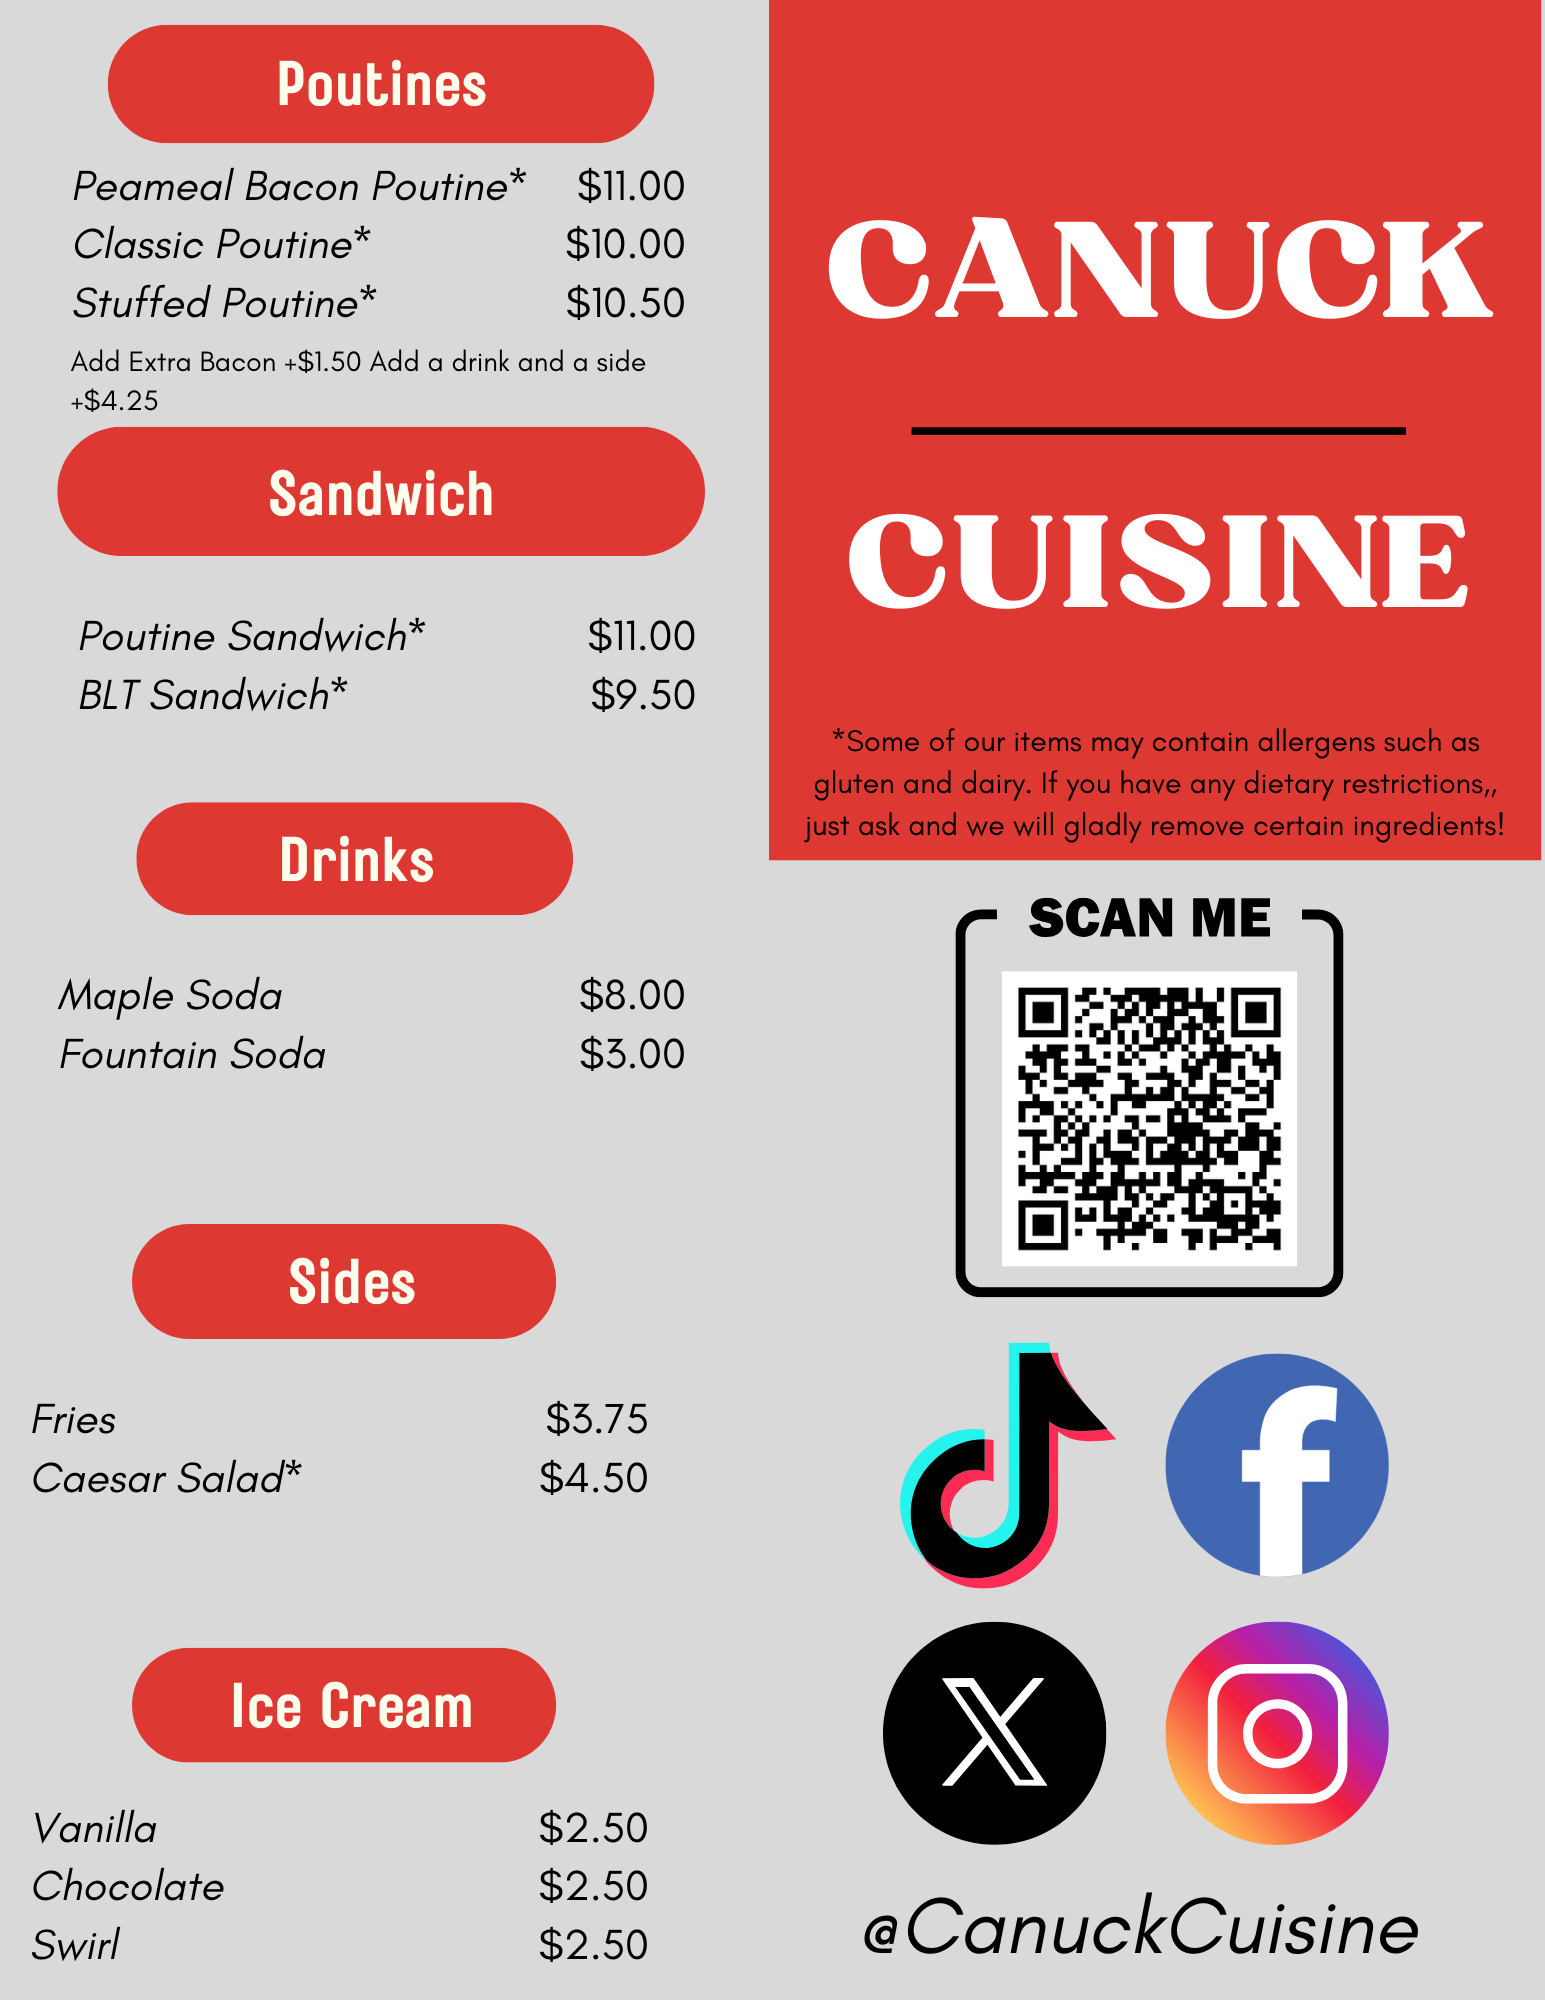 Poutines
Peameal Bacon Poutine* $11.00
Classic Poutine* $10.00
Stuffed Poutine* $10.50
Add Extra Bacon +$1.50 Add a drink and a side
+$4.25
Sandwich
Poutine Sandwich* $11.00
BLT Sandwich* $9.50
Drinks
Maple Soda $8.00
Fountain Soda $3.00
Sides
Fries $3.75
Caesar Salad* $4.50
Ice Cream
Vanilla $2.50
Chocolate $2.50
Swirl $2.50
CANUCK
CUISINE
*Some of our items may contain allergens such as
gluten and dairy. If you have any dietary restrictions,,
just ask and we will gladly remove certain ingredients!
SCAN ME
@CanuckCuisine